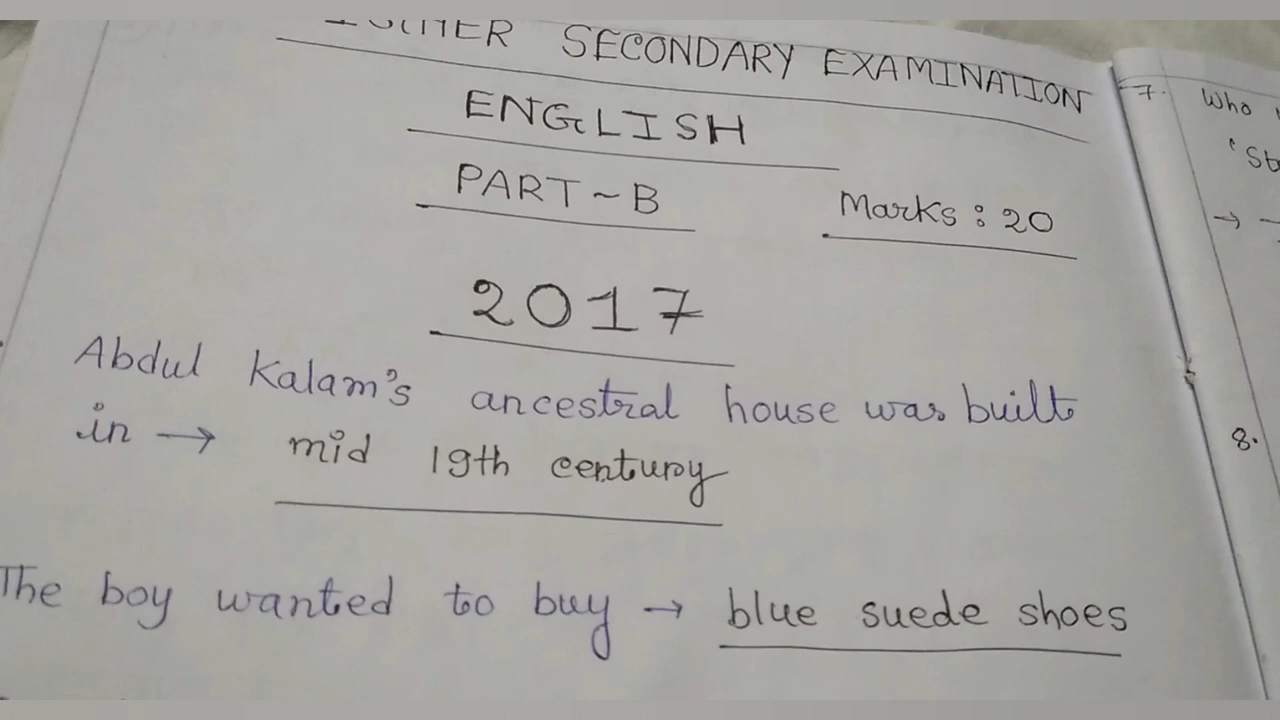 SECONDARY EXAMINATION
ENGLISH
PART ~ B
Marks : 20
2017
Abdul Kalam's ancestral house was built
in → mid 19th century
The boy wanted to buy → blue suede shoes
7. Who
→
8.